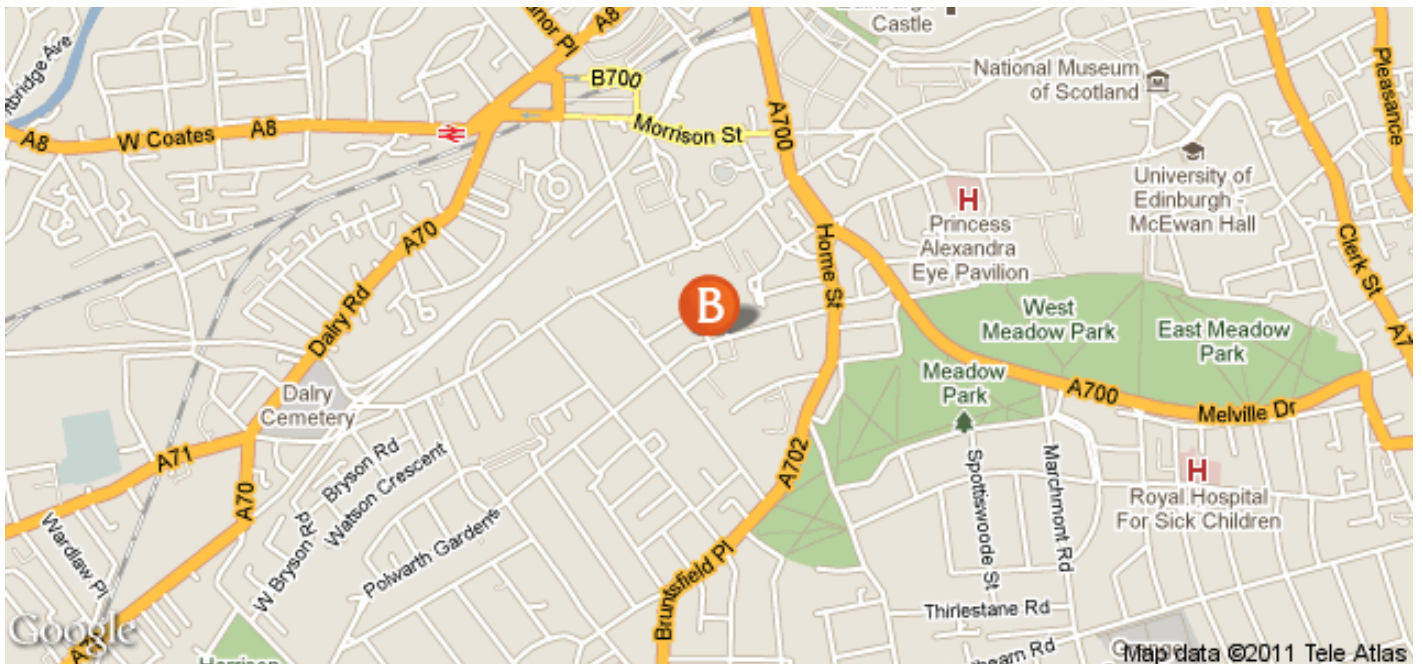 Castle
National Museum
of Scotland
Pleasance
A8
B700
A700
Morrison St
A8
W Coates
A8
University of
Edinburgh -
McEwan Hall
H
Princess
Alexandra
Eye Pavilion
A70
Home St
Clerk St
B
Dalry Rd
West
Meadow Park
East Meadow
Park
Meadow
Park
A700
Melville Dr
Dalry
Cemetery
A71
A70
Bryson Rd
Watson Crescent
W Bryson Rd
Polwarth Gardens
A702
Spottiswoode St
Marchmont Rd
H
Royal Hospital
For Sick Children
Wardlaw Pl
Bruntsfield Pl
Thirlestane Rd
Google
Map data ©2011 Tele Atlas